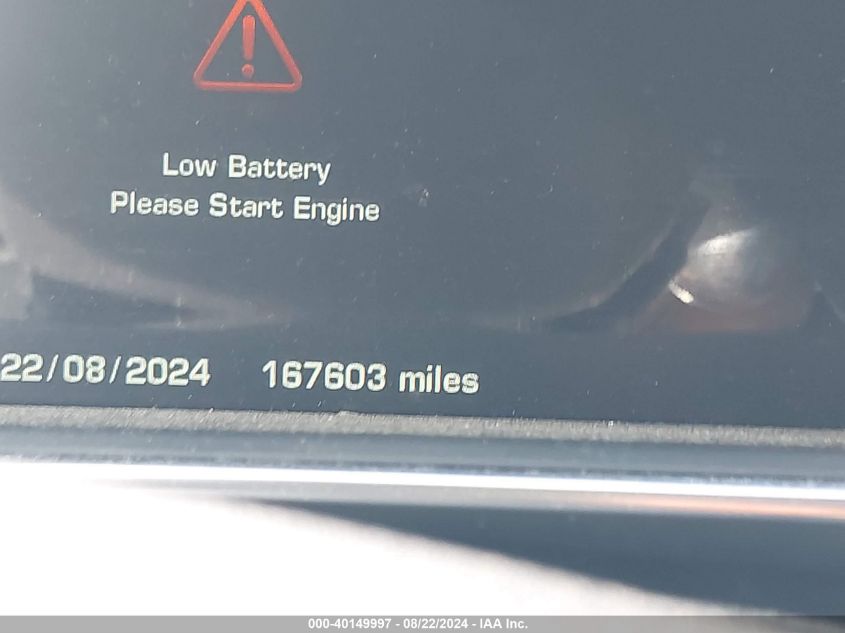 Low Battery
Please Start Engine
22/08/2024 167603 miles
000-40149997 - 08/22/2024 - IAA Inc.